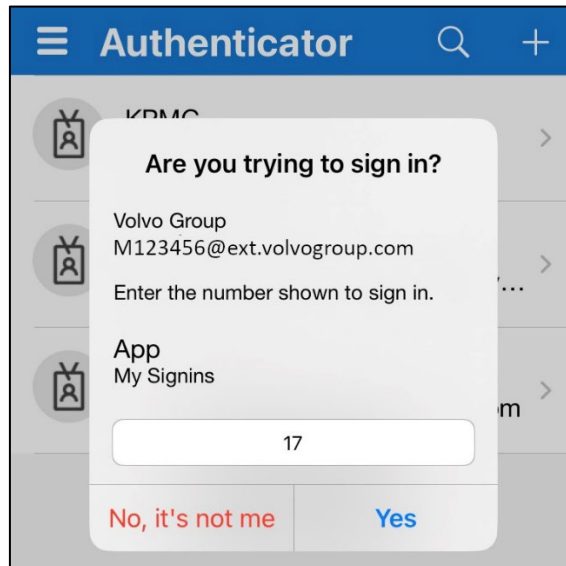 Authenticator
KPMG
Are you trying to sign in?
Volvo Group
M123456@ext.volvogroup.com
Enter the number shown to sign in.
App
My Signins
17
No, it's not me
Yes